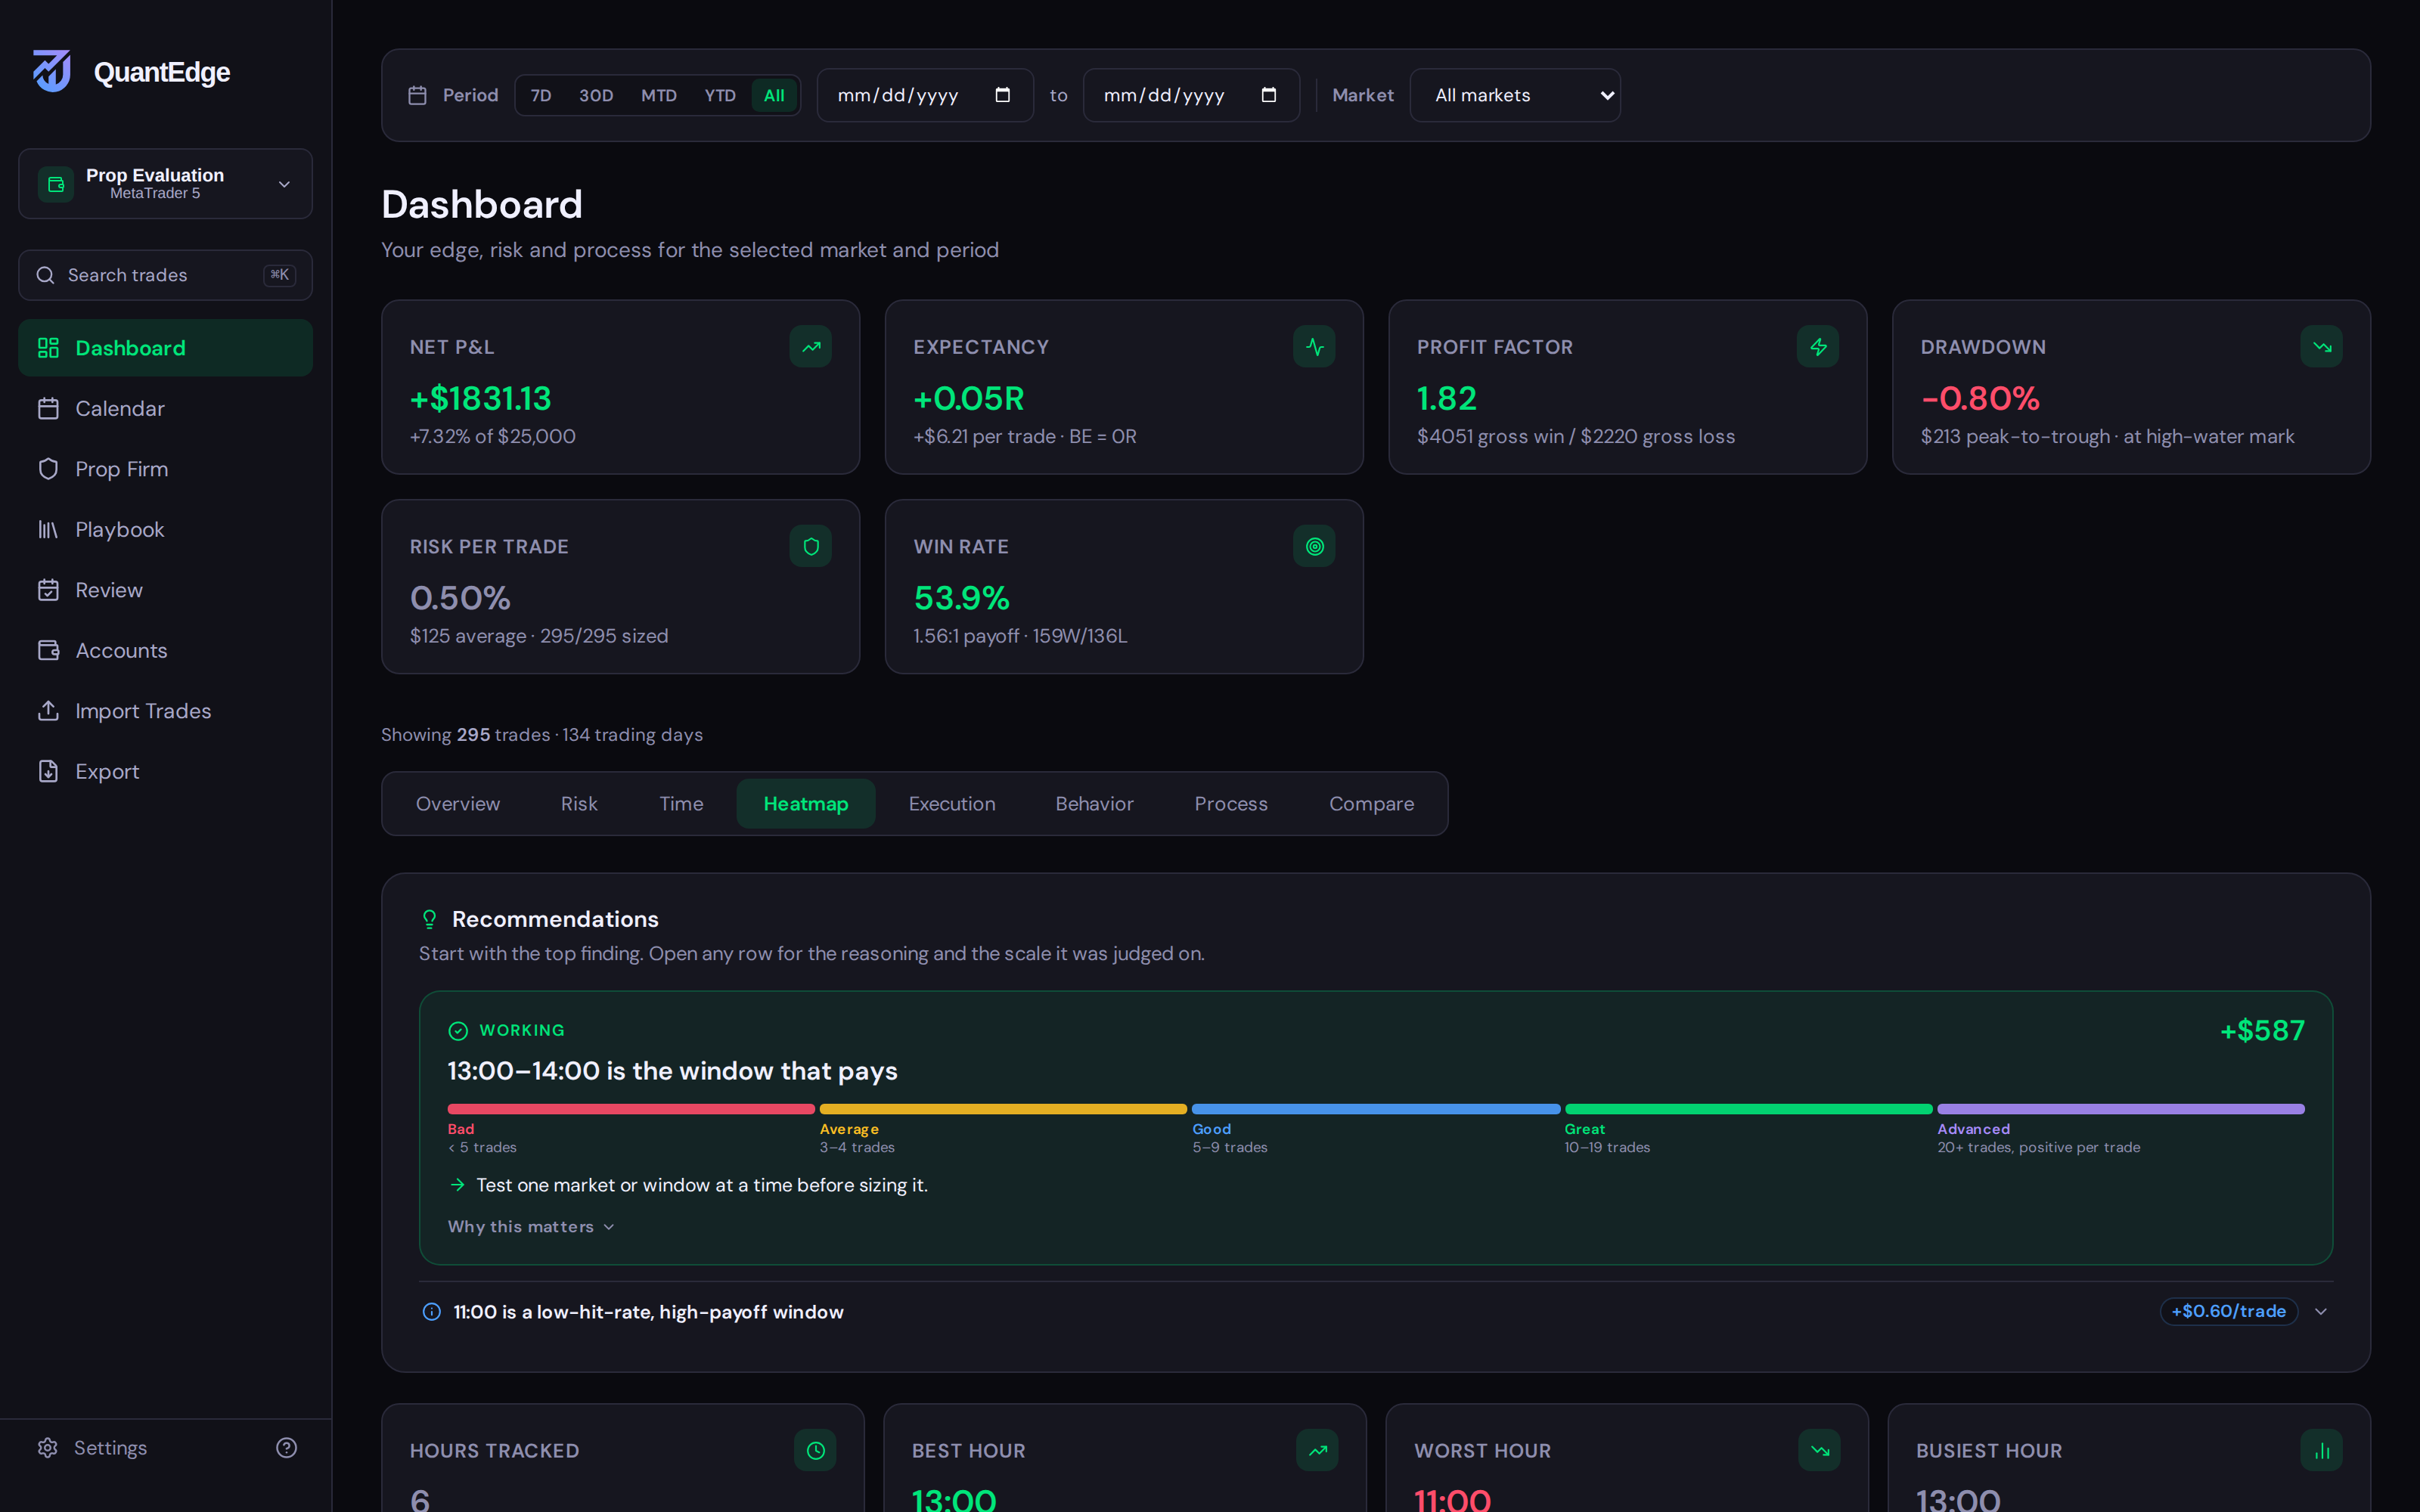 QuantEdge
Prop Evaluation
MetaTrader 5
Search trades ⌘K
Dashboard
Calendar
Prop Firm
Playbook
Review
Accounts
Import Trades
Export
Settings
Period 7D 30D MTD YTD All mm/dd/yyyy to mm/dd/yyyy Market All markets
Dashboard
Your edge, risk and process for the selected market and period
NET P&L
+$1831.13
+7.32% of $25,000
EXPECTANCY
+0.05R
+$6.21 per trade · BE = 0R
PROFIT FACTOR
1.82
$4051 gross win / $2220 gross loss
DRAWDOWN
-0.80%
$213 peak-to-trough · at high-water mark
RISK PER TRADE
0.50%
$125 average · 295/295 sized
WIN RATE
53.9%
1.56:1 payoff · 159W/136L
Showing 295 trades · 134 trading days
Overview Risk Time Heatmap Execution Behavior Process Compare
Recommendations
Start with the top finding. Open any row for the reasoning and the scale it was judged on.
WORKING +$587
13:00–14:00 is the window that pays
Bad Average Good Great Advanced
< 5 trades 3–4 trades 5–9 trades 10–19 trades 20+ trades, positive per trade
Test one market or window at a time before sizing it.
Why this matters
11:00 is a low-hit-rate, high-payoff window +$0.60/trade
HOURS TRACKED
6
BEST HOUR
13:00
WORST HOUR
11:00
BUSIEST HOUR
13:00